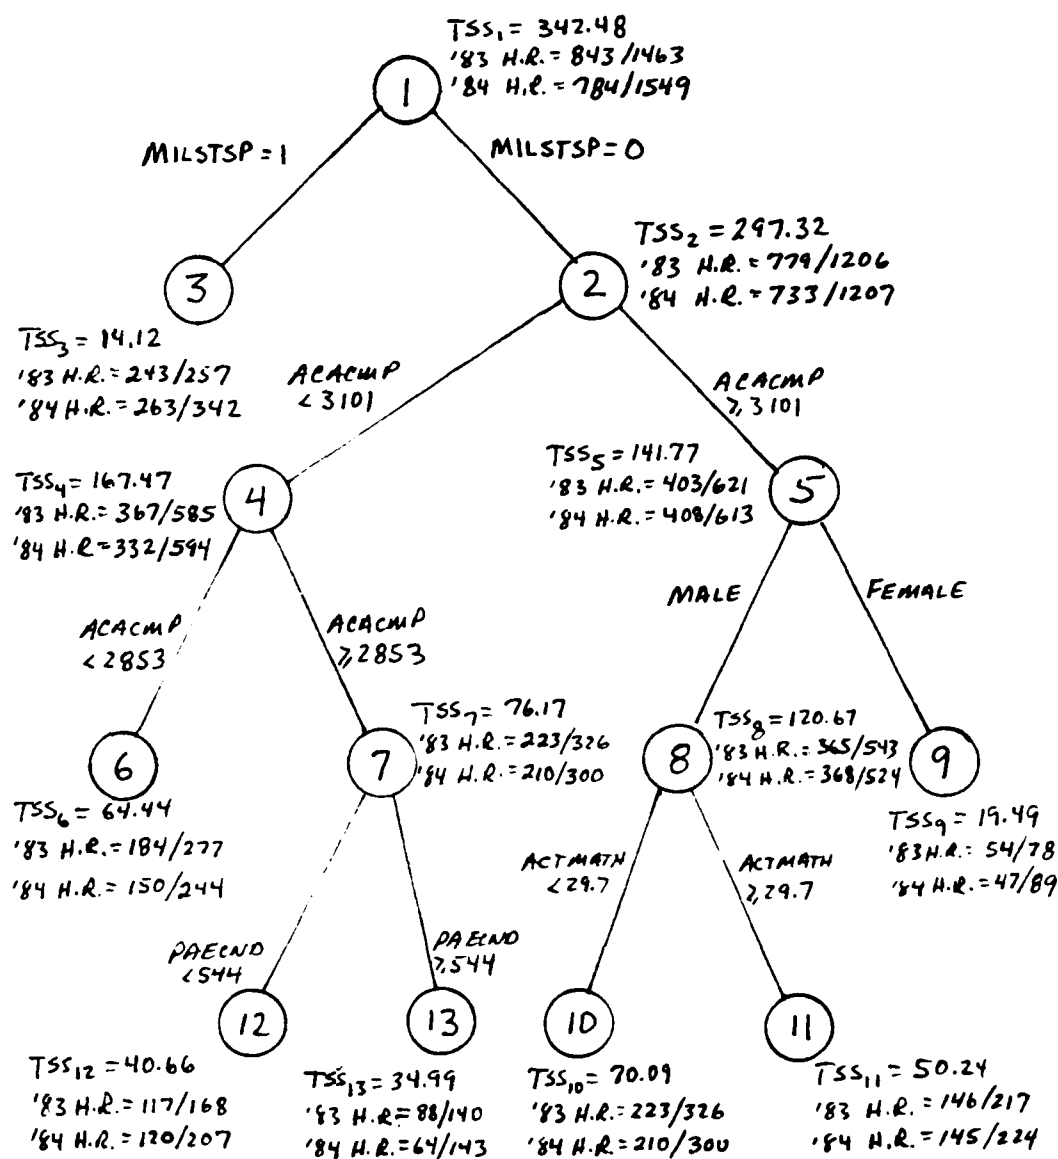 TSS₁ = 342.48
'83 H.R. = 843/1463
'84 H.R. = 784/1549
1
MILSTSP = 1
MILSTSP = 0
TSS₂ = 297.32
'83 H.R. = 779/1206
'84 H.R. = 733/1207
3
2
TSS₃ = 14.12
'83 H.R. = 243/257
'84 H.R. = 263/342
ACACMP
< 3101
ACACMP
≥ 3101
TSS₄ = 167.47
'83 H.R. = 367/585
'84 H.R = 332/594
4
TSS₅ = 141.77
'83 H.R. = 403/621
'84 H.R. = 408/613
5
MALE
FEMALE
ACACMP
< 2853
ACACMP
≥ 2853
6
TSS₆ = 64.44
'83 H.R. = 184/277
'84 H.R. = 150/244
7
TSS₇ = 76.17
'83 H.R. = 223/326
'84 H.R. = 210/300
8
TSS₈ = 120.67
'83 H.R. = 365/543
'84 H.R. = 368/524
9
TSS₉ = 19.49
'83 H.R. = 54/78
'84 H.R. = 47/89
ACTMATH
< 29.7
ACTMATH
≥ 29.7
PAECND
< 544
PAECND
≥ 544
12
13
10
11
TSS₁₂ = 40.66
'83 H.R. = 117/168
'84 H.R. = 120/207
TSS₁₃ = 34.99
'83 H.R. = 88/140
'84 H.R. = 64/143
TSS₁₀ = 70.09
'83 H.R. = 223/326
'84 H.R. = 210/300
TSS₁₁ = 50.24
'83 H.R. = 146/217
'84 H.R. = 145/224